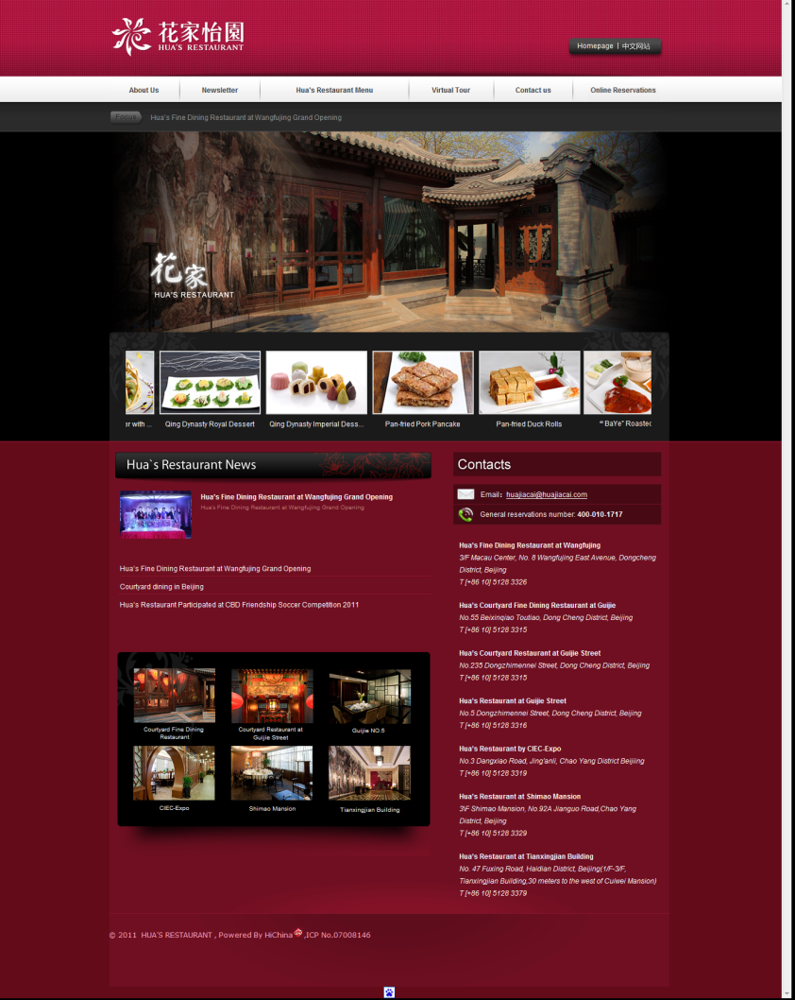 花家怡園
HUA'S RESTAURANT
Homepage | 中文网站
About Us
Newsletter
Hua's Restaurant Menu
Virtual Tour
Contact us
Online Reservations
Focus
Hua's Fine Dining Restaurant at Wangfujing Grand Opening
花家
HUA'S RESTAURANT
ar with ...
Qing Dynasty Royal Dessert
Qing Dynasty Imperial Dess...
Pan-fried Pork Pancake
Pan-fried Duck Rolls
“ BaYe” Roasted
Hua`s Restaurant News
Hua's Fine Dining Restaurant at Wangfujing Grand Opening
Hua's Fine Dining Restaurant at Wangfujing Grand Opening
Hua's Fine Dining Restaurant at Wangfujing Grand Opening
Courtyard dining in Beijing
Hua's Restaurant Participated at CBD Friendship Soccer Competition 2011
Courtyard Fine Dining
Restaurant
Courtyard Restaurant at
Guijie Street
Guijie NO.5
CIEC-Expo
Shimao Mansion
Tianxingjian Building
Contacts
Email: huajiacai@huajiacai.com
General reservations number: 400-010-1717
Hua's Fine Dining Restaurant at Wangfujing
3/F Macau Center, No. 8 Wangfujing East Avenue, Dongcheng
District, Beijing
T [+86 10] 5128 3326
Hua's Courtyard Fine Dining Restaurant at Guijie
No.55 Beixinqiao Toutiao, Dong Cheng District, Beijing
T [+86 10] 5128 3315
Hua's Courtyard Restaurant at Guijie Street
No.235 Dongzhimennei Street, Dong Cheng District, Beijing
T [+86 10] 5128 3315
Hua's Restaurant at Guijie Street
No.5 Dongzhimennei Street, Dong Cheng District, Beijing
T [+86 10] 5128 3316
Hua's Restaurant by CIEC-Expo
No.3 Dangxiao Road, Jing'anli, Chao Yang District Beijing
T [+86 10] 5128 3319
Hua's Restaurant at Shimao Mansion
3\F Shimao Mansion, No.92A Jianguo Road,Chao Yang
District, Beijing
T [+86 10] 5128 3329
Hua's Restaurant at Tianxingjian Building
No. 47 Fuxing Road, Haidian District, Beijing(1/F-3/F,
Tianxingjian Building,30 meters to the west of Cuiwei Mansion)
T [+86 10] 5128 3379
© 2011 HUA'S RESTAURANT , Powered By HiChina ,ICP No.07008146